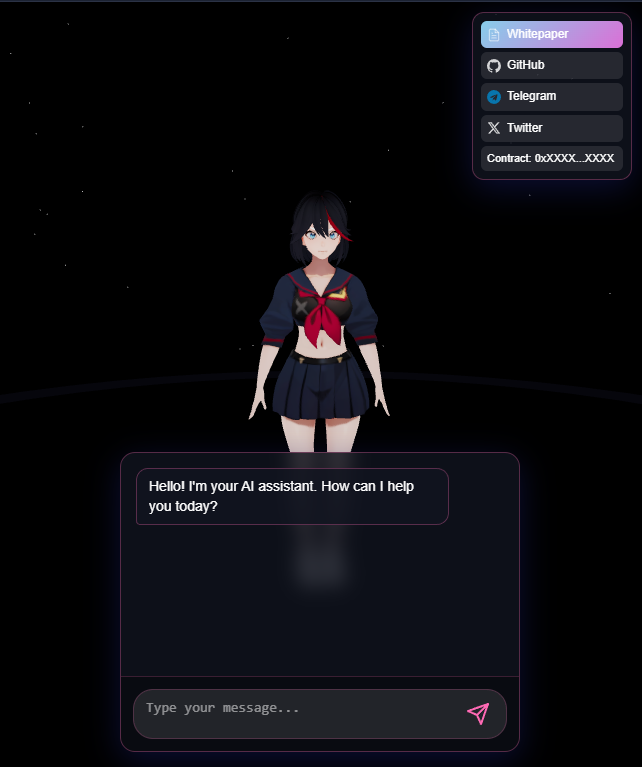 Whitepaper
GitHub
Telegram
Twitter
Contract: 0xXXXX...XXXX
Hello! I'm your AI assistant. How can I help
you today?
Type your message...